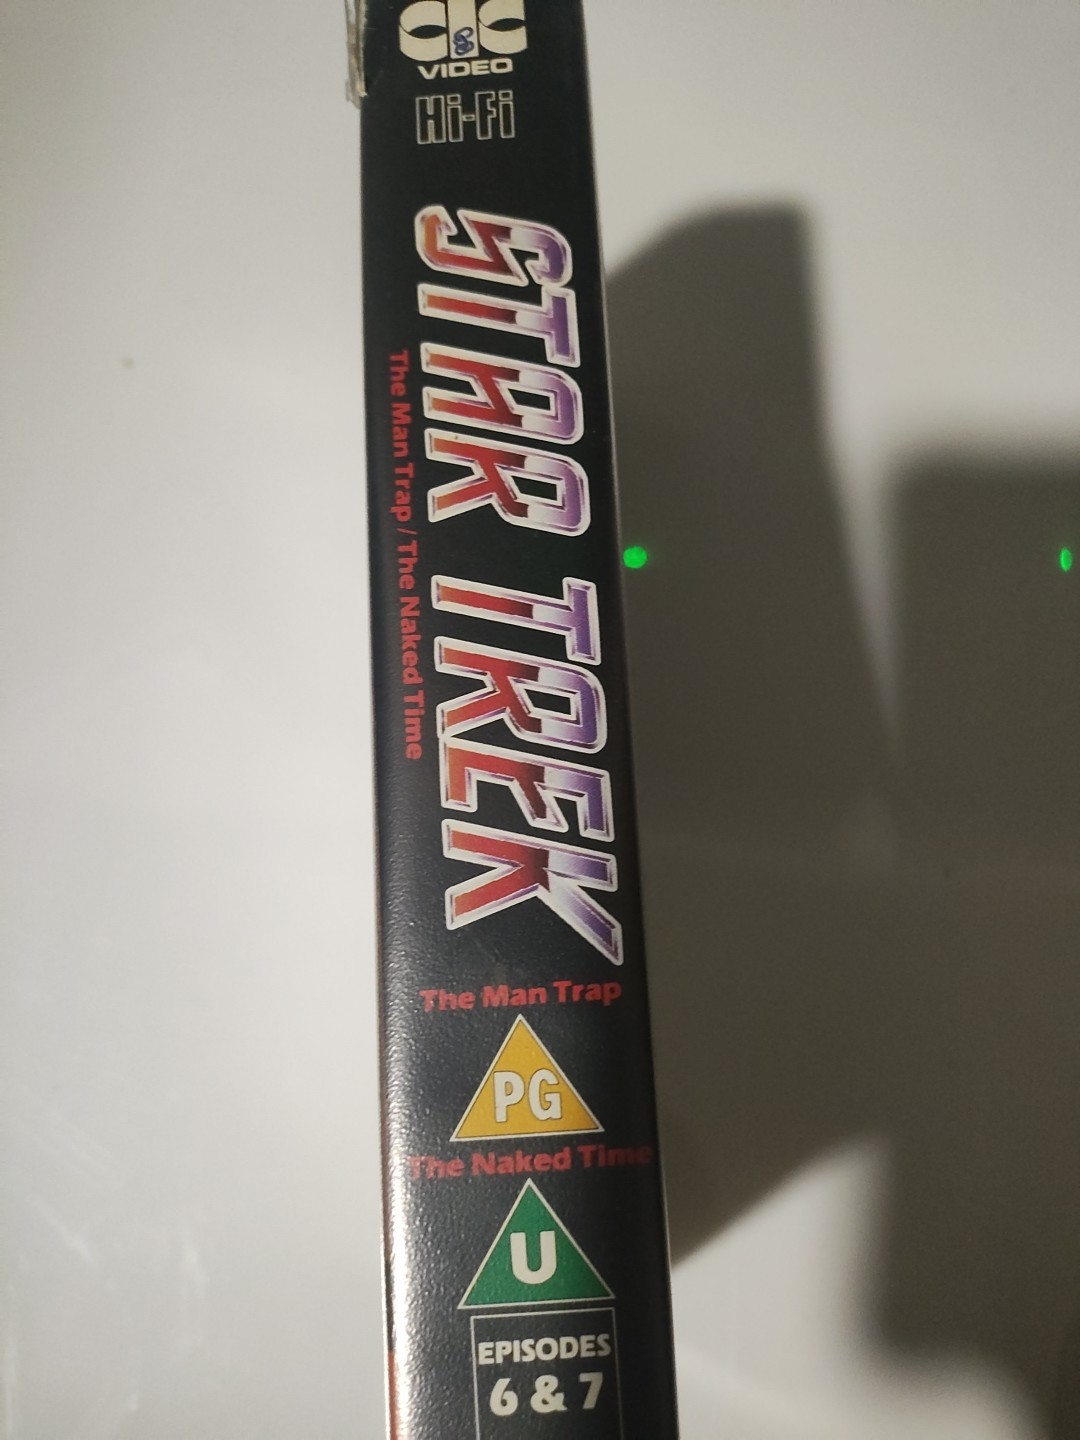 CIC
VIDEO
Hi-Fi
STAR TREK
The Man Trap / The Naked Time
The Man Trap
PG
The Naked Time
U
EPISODES
6 & 7